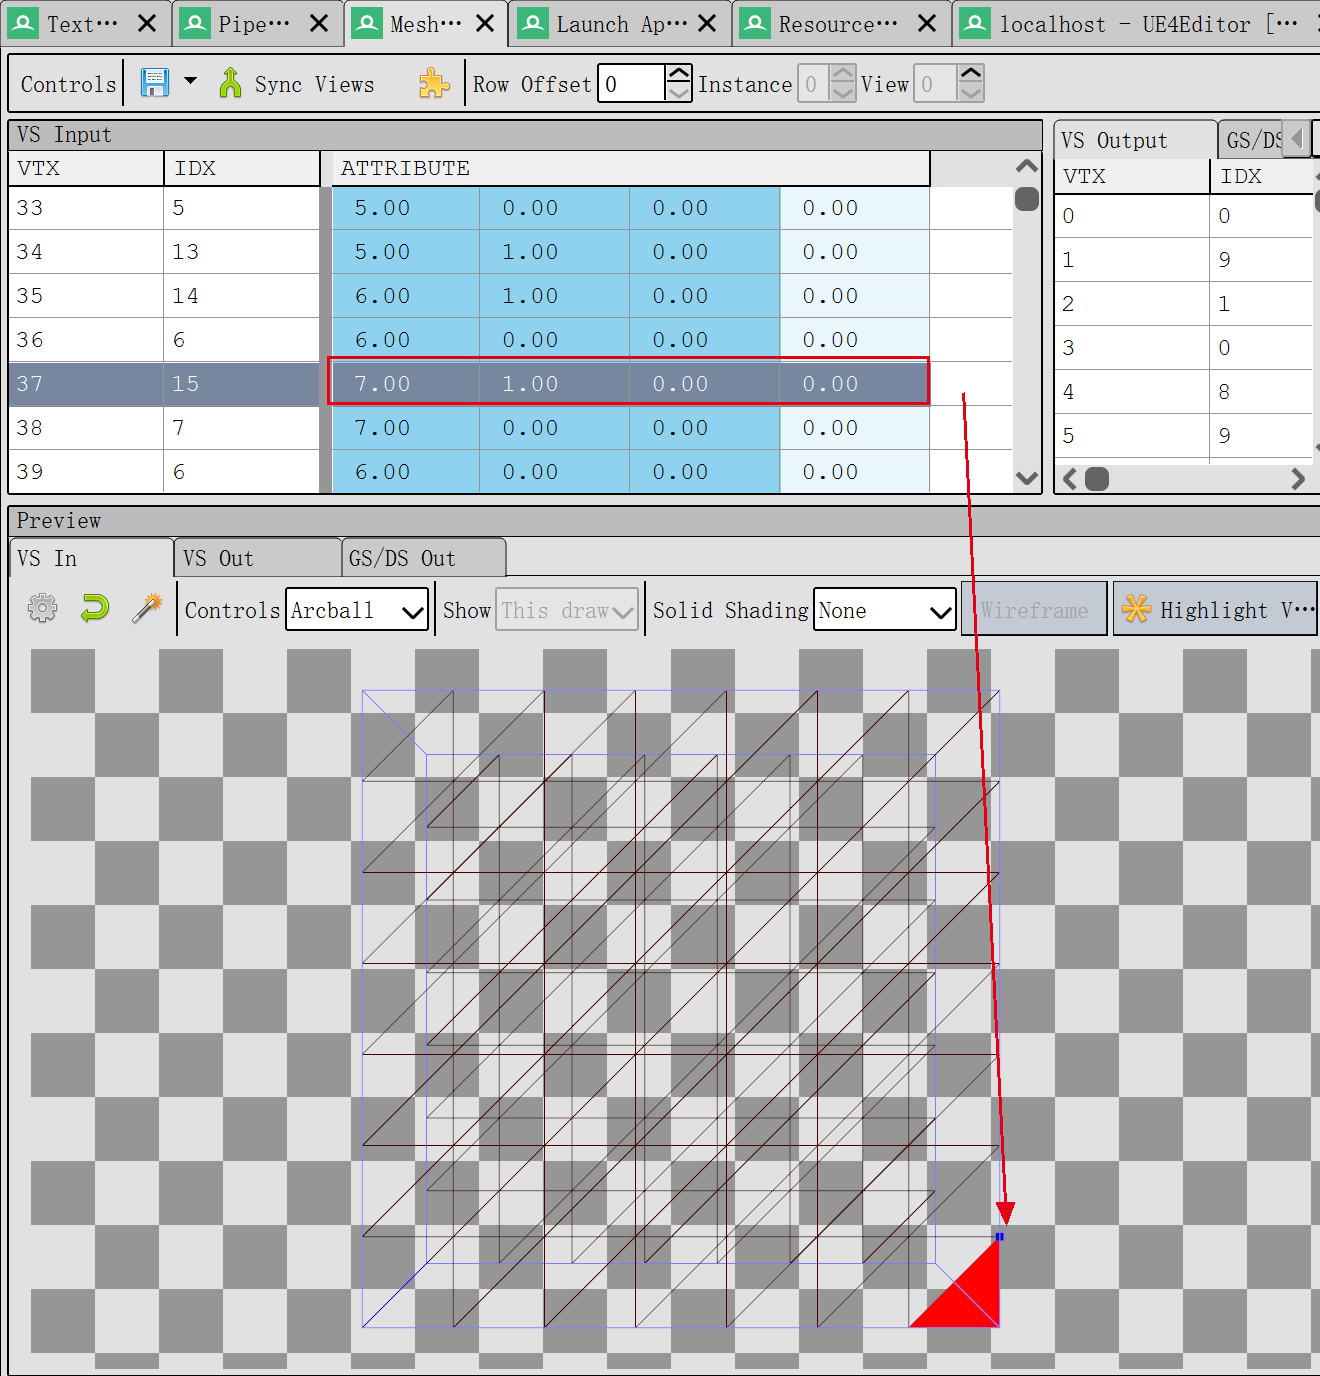 Text··· Pipe··· Mesh··· Launch Ap··· Resource··· localhost - UE4Editor [···
Controls Sync Views Row Offset 0 Instance 0 View 0
VS Input
VTX IDX ATTRIBUTE
33 5 5.00 0.00 0.00 0.00
34 13 5.00 1.00 0.00 0.00
35 14 6.00 1.00 0.00 0.00
36 6 6.00 0.00 0.00 0.00
37 15 7.00 1.00 0.00 0.00
38 7 7.00 0.00 0.00 0.00
39 6 6.00 0.00 0.00 0.00
VS Output GS/DS
VTX IDX
0 0
1 9
2 1
3 0
4 8
5 9
Preview
VS In VS Out GS/DS Out
Controls Arcball Show This draw Solid Shading None Wireframe Highlight V···